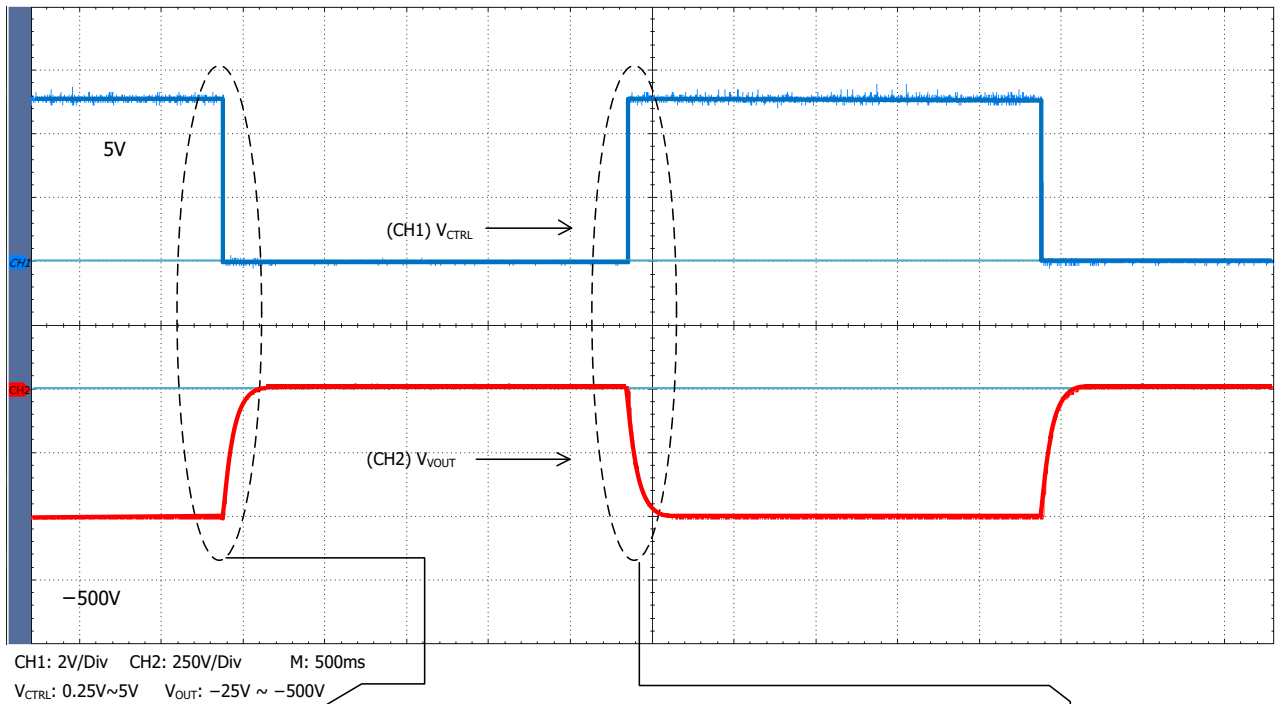 5V
(CH1) VCTRL
CH1
CH2
(CH2) VVOUT
−500V
CH1: 2V/Div CH2: 250V/Div M: 500ms
VCTRL: 0.25V~5V VOUT: −25V ~ −500V